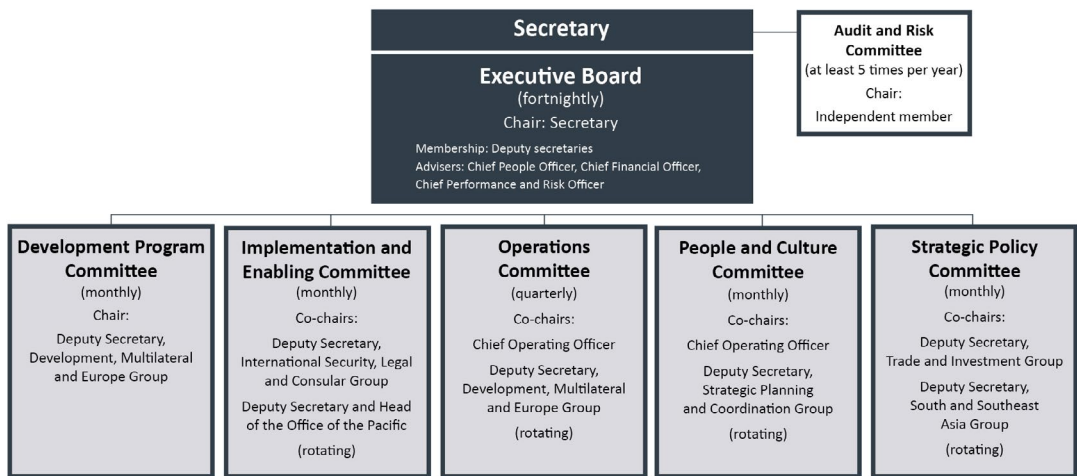 Secretary
Executive Board
(fortnightly)
Chair: Secretary
Membership: Deputy secretaries
Advisers: Chief People Officer, Chief Financial Officer,
Chief Performance and Risk Officer
Audit and Risk
Committee
(at least 5 times per year)
Chair:
Independent member
Development Program
Committee
(monthly)
Chair:
Deputy Secretary,
Development, Multilateral
and Europe Group
Implementation and
Enabling Committee
(monthly)
Co-chairs:
Deputy Secretary,
International Security, Legal
and Consular Group
Deputy Secretary and Head
of the Office of the Pacific
(rotating)
Operations
Committee
(quarterly)
Co-chairs:
Chief Operating Officer
Deputy Secretary,
Development, Multilateral
and Europe Group
(rotating)
People and Culture
Committee
(monthly)
Co-chairs:
Chief Operating Officer
Deputy Secretary,
Strategic Planning
and Coordination Group
(rotating)
Strategic Policy
Committee
(monthly)
Co-chairs:
Deputy Secretary,
Trade and Investment Group
Deputy Secretary,
South and Southeast
Asia Group
(rotating)